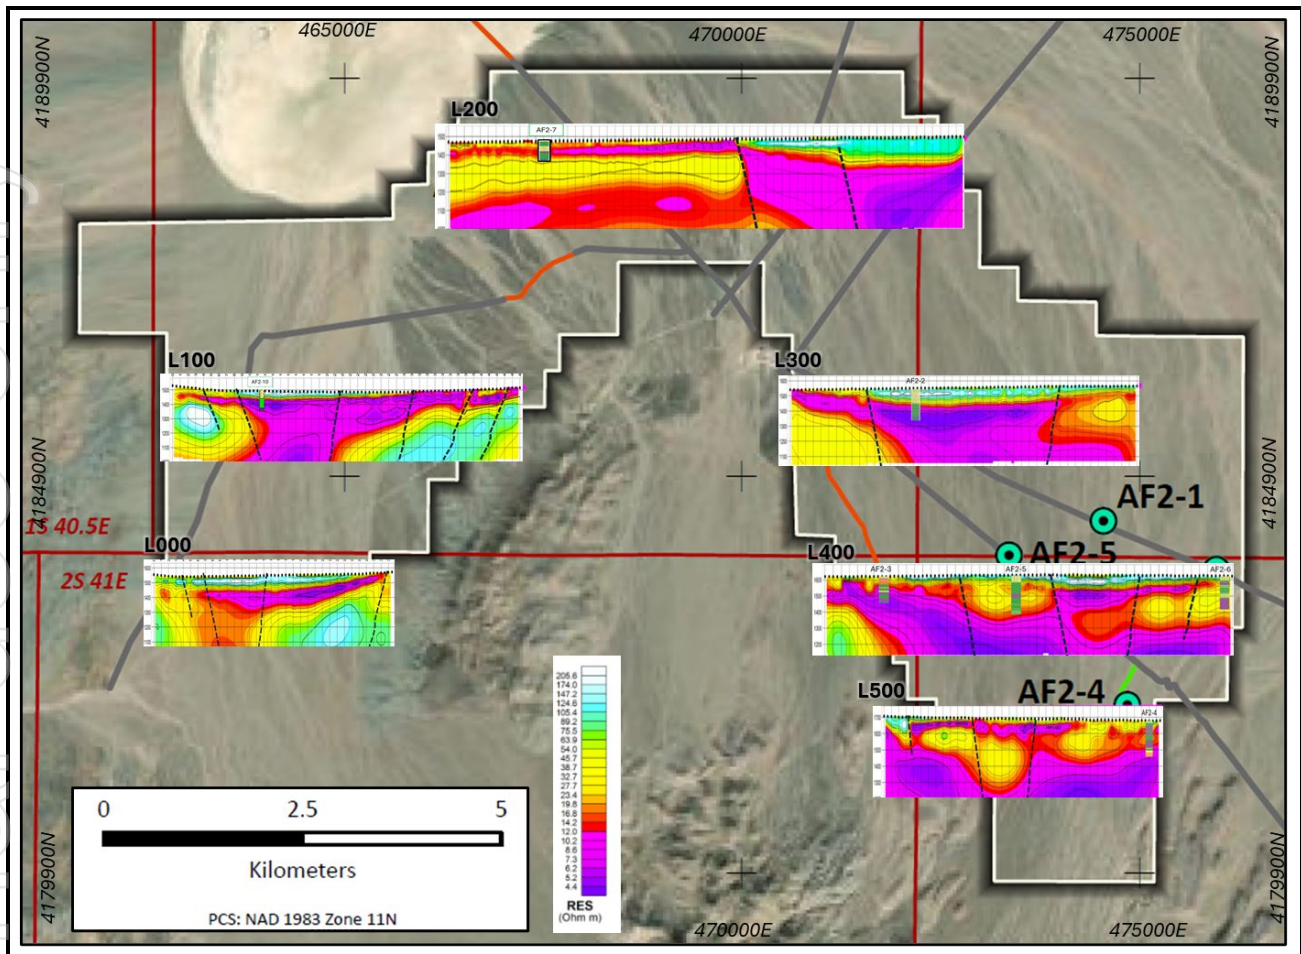 465000E
470000E
475000E
4189900N
4189900N
L200
AF2-7
L100
AF2-10
L300
AF2-2
4184900N
4184900N
AF2-1
1S 40.5E
L000
AF2-5
L400
2S 41E
AF2-3
AF2-5
AF2-6
AF2-4
L500
AF2-4
205.6
174.0
147.2
124.6
105.4
89.2
75.5
63.9
54.0
45.7
38.7
32.7
27.7
23.4
19.8
16.8
14.2
12.0
10.2
8.6
7.3
6.2
5.2
4.4
RES
(Ohm m)
0 2.5 5
Kilometers
PCS: NAD 1983 Zone 11N
4179900N
4179900N
470000E
475000E